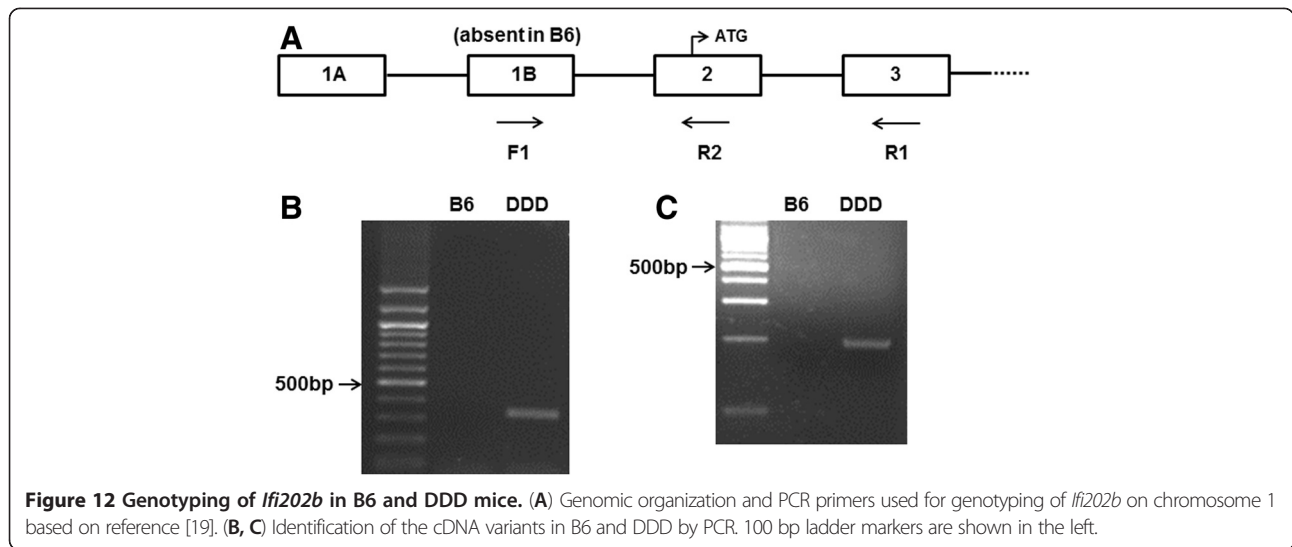 A
(absent in B6)
ATG
1A
1B
2
3
F1
R2
R1
B
B6 DDD
500bp
C
B6 DDD
500bp
Figure 12 Genotyping of Ifi202b in B6 and DDD mice. (A) Genomic organization and PCR primers used for genotyping of Ifi202b on chromosome 1
based on reference [19]. (B, C) Identification of the cDNA variants in B6 and DDD by PCR. 100 bp ladder markers are shown in the left.